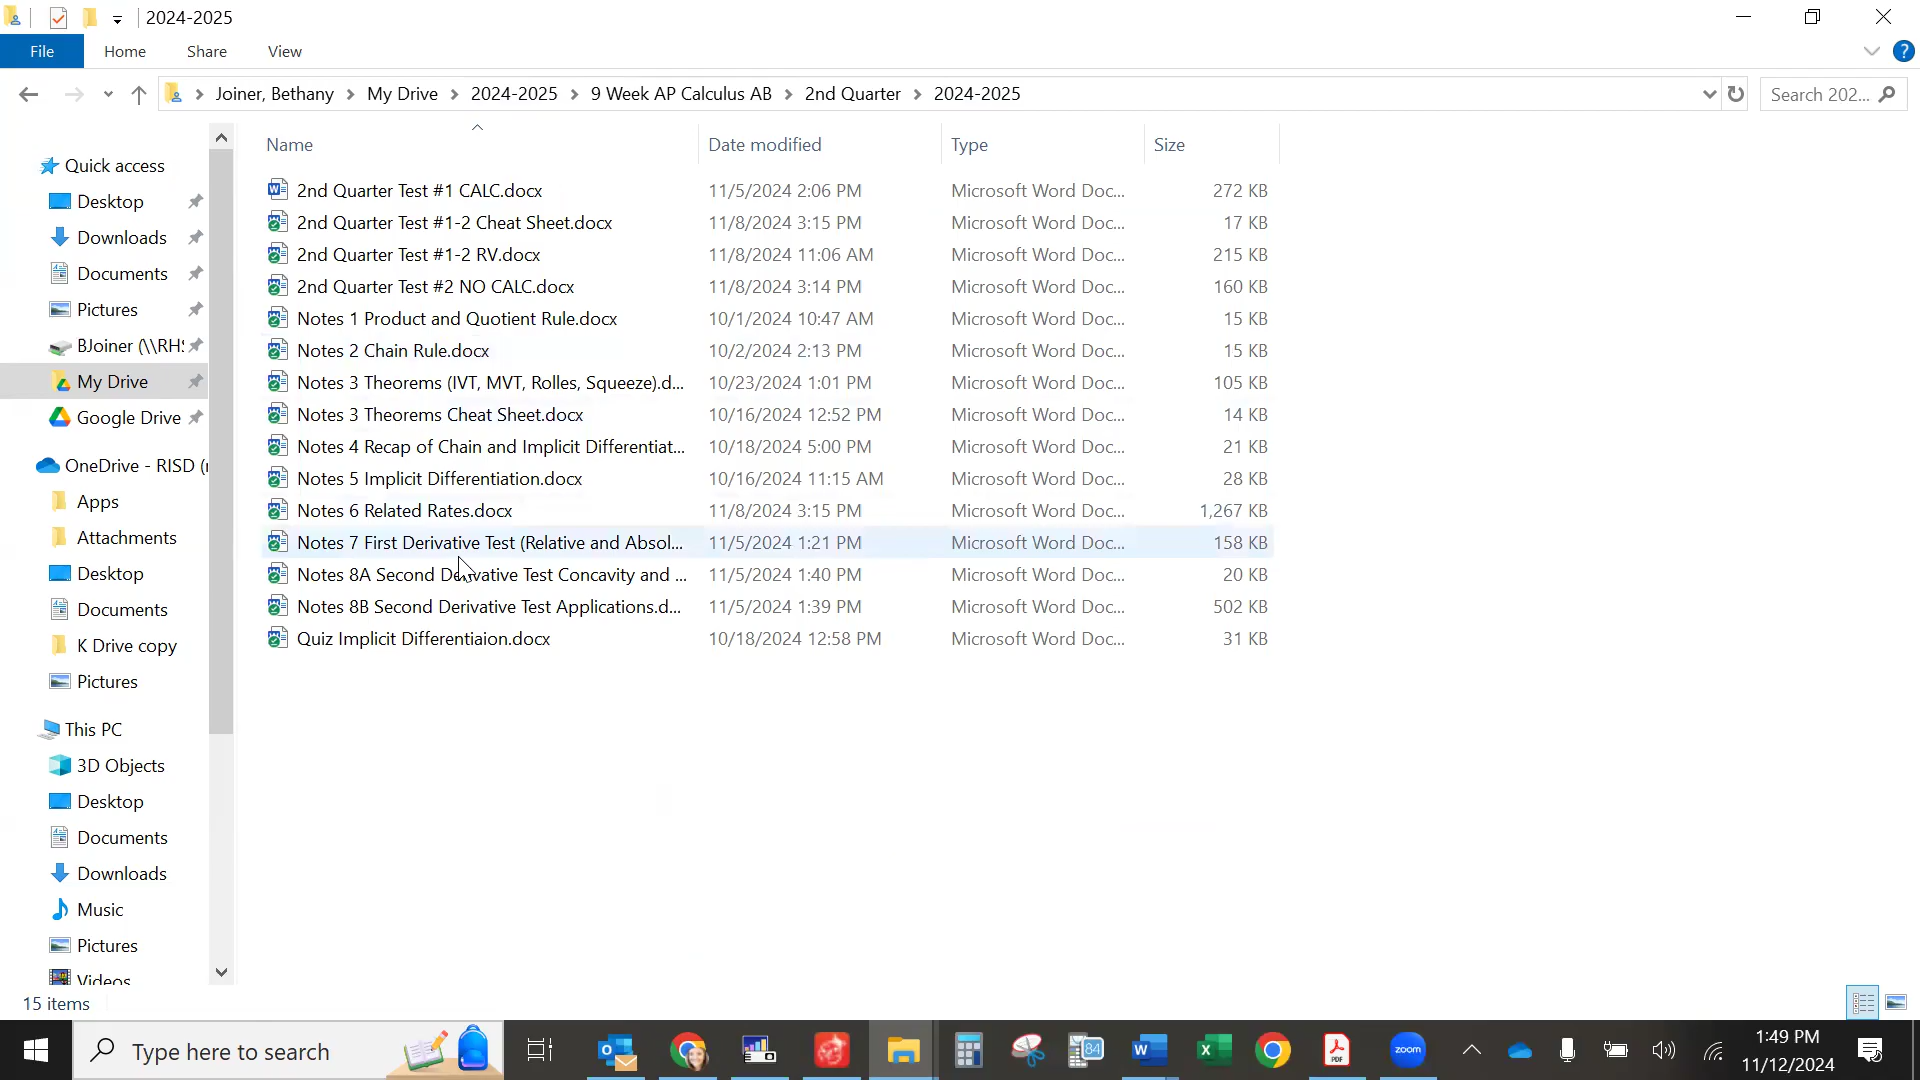 2024-2025
File Home Share View
Joiner, Bethany My Drive 2024-2025 9 Week AP Calculus AB 2nd Quarter 2024-2025 Search 202...
Name Date modified Type Size
Quick access
Desktop
Downloads
Documents
Pictures
BJoiner (\\RHS
My Drive
Google Drive
OneDrive - RISD (
Apps
Attachments
Desktop
Documents
K Drive copy
Pictures
This PC
3D Objects
Desktop
Documents
Downloads
Music
Pictures
Videos
2nd Quarter Test #1 CALC.docx 11/5/2024 2:06 PM Microsoft Word Doc... 272 KB
2nd Quarter Test #1-2 Cheat Sheet.docx 11/8/2024 3:15 PM Microsoft Word Doc... 17 KB
2nd Quarter Test #1-2 RV.docx 11/8/2024 11:06 AM Microsoft Word Doc... 215 KB
2nd Quarter Test #2 NO CALC.docx 11/8/2024 3:14 PM Microsoft Word Doc... 160 KB
Notes 1 Product and Quotient Rule.docx 10/1/2024 10:47 AM Microsoft Word Doc... 15 KB
Notes 2 Chain Rule.docx 10/2/2024 2:13 PM Microsoft Word Doc... 15 KB
Notes 3 Theorems (IVT, MVT, Rolles, Squeeze).d... 10/23/2024 1:01 PM Microsoft Word Doc... 105 KB
Notes 3 Theorems Cheat Sheet.docx 10/16/2024 12:52 PM Microsoft Word Doc... 14 KB
Notes 4 Recap of Chain and Implicit Differentiat... 10/18/2024 5:00 PM Microsoft Word Doc... 21 KB
Notes 5 Implicit Differentiation.docx 10/16/2024 11:15 AM Microsoft Word Doc... 28 KB
Notes 6 Related Rates.docx 11/8/2024 3:15 PM Microsoft Word Doc... 1,267 KB
Notes 7 First Derivative Test (Relative and Absol... 11/5/2024 1:21 PM Microsoft Word Doc... 158 KB
Notes 8A Second Derivative Test Concavity and ... 11/5/2024 1:40 PM Microsoft Word Doc... 20 KB
Notes 8B Second Derivative Test Applications.d... 11/5/2024 1:39 PM Microsoft Word Doc... 502 KB
Quiz Implicit Differentiaion.docx 10/18/2024 12:58 PM Microsoft Word Doc... 31 KB
15 items
Type here to search
84
PDF
zoom
1:49 PM
11/12/2024